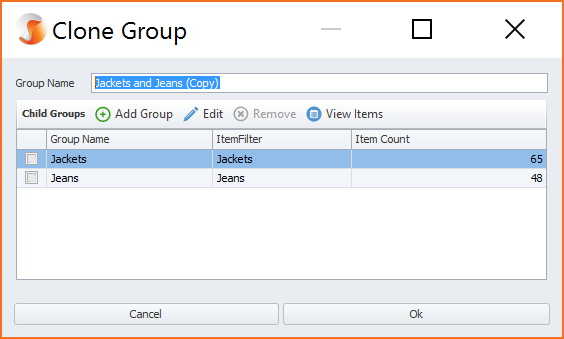 Clone Group
Group Name Jackets and Jeans (Copy)
Child Groups Add Group Edit Remove View Items
Group Name ItemFilter Item Count
Jackets Jackets 65
Jeans Jeans 48
Cancel Ok